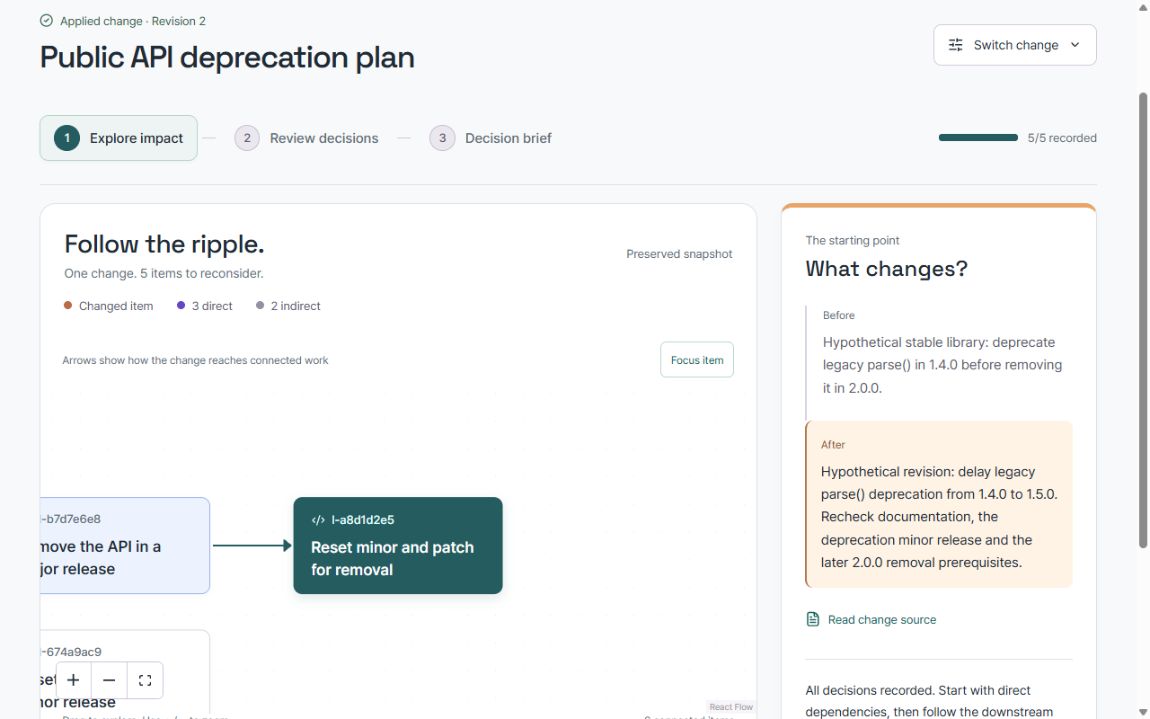 Applied change · Revision 2
Public API deprecation plan
Switch change
1 Explore impact
2 Review decisions
3 Decision brief
5/5 recorded
Follow the ripple.
One change. 5 items to reconsider.
Preserved snapshot
Changed item
3 direct
2 indirect
Arrows show how the change reaches connected work
Focus item
I-b7d7e6e8
move the API in a
jor release
</> I-a8d1d2e5
Reset minor and patch
for removal
I-674a9ac9
set
nor release
React Flow
The starting point
What changes?
Before
Hypothetical stable library: deprecate
legacy parse() in 1.4.0 before removing
it in 2.0.0.
After
Hypothetical revision: delay legacy
parse() deprecation from 1.4.0 to 1.5.0.
Recheck documentation, the
deprecation minor release and the
later 2.0.0 removal prerequisites.
Read change source
All decisions recorded. Start with direct
dependencies, then follow the downstream